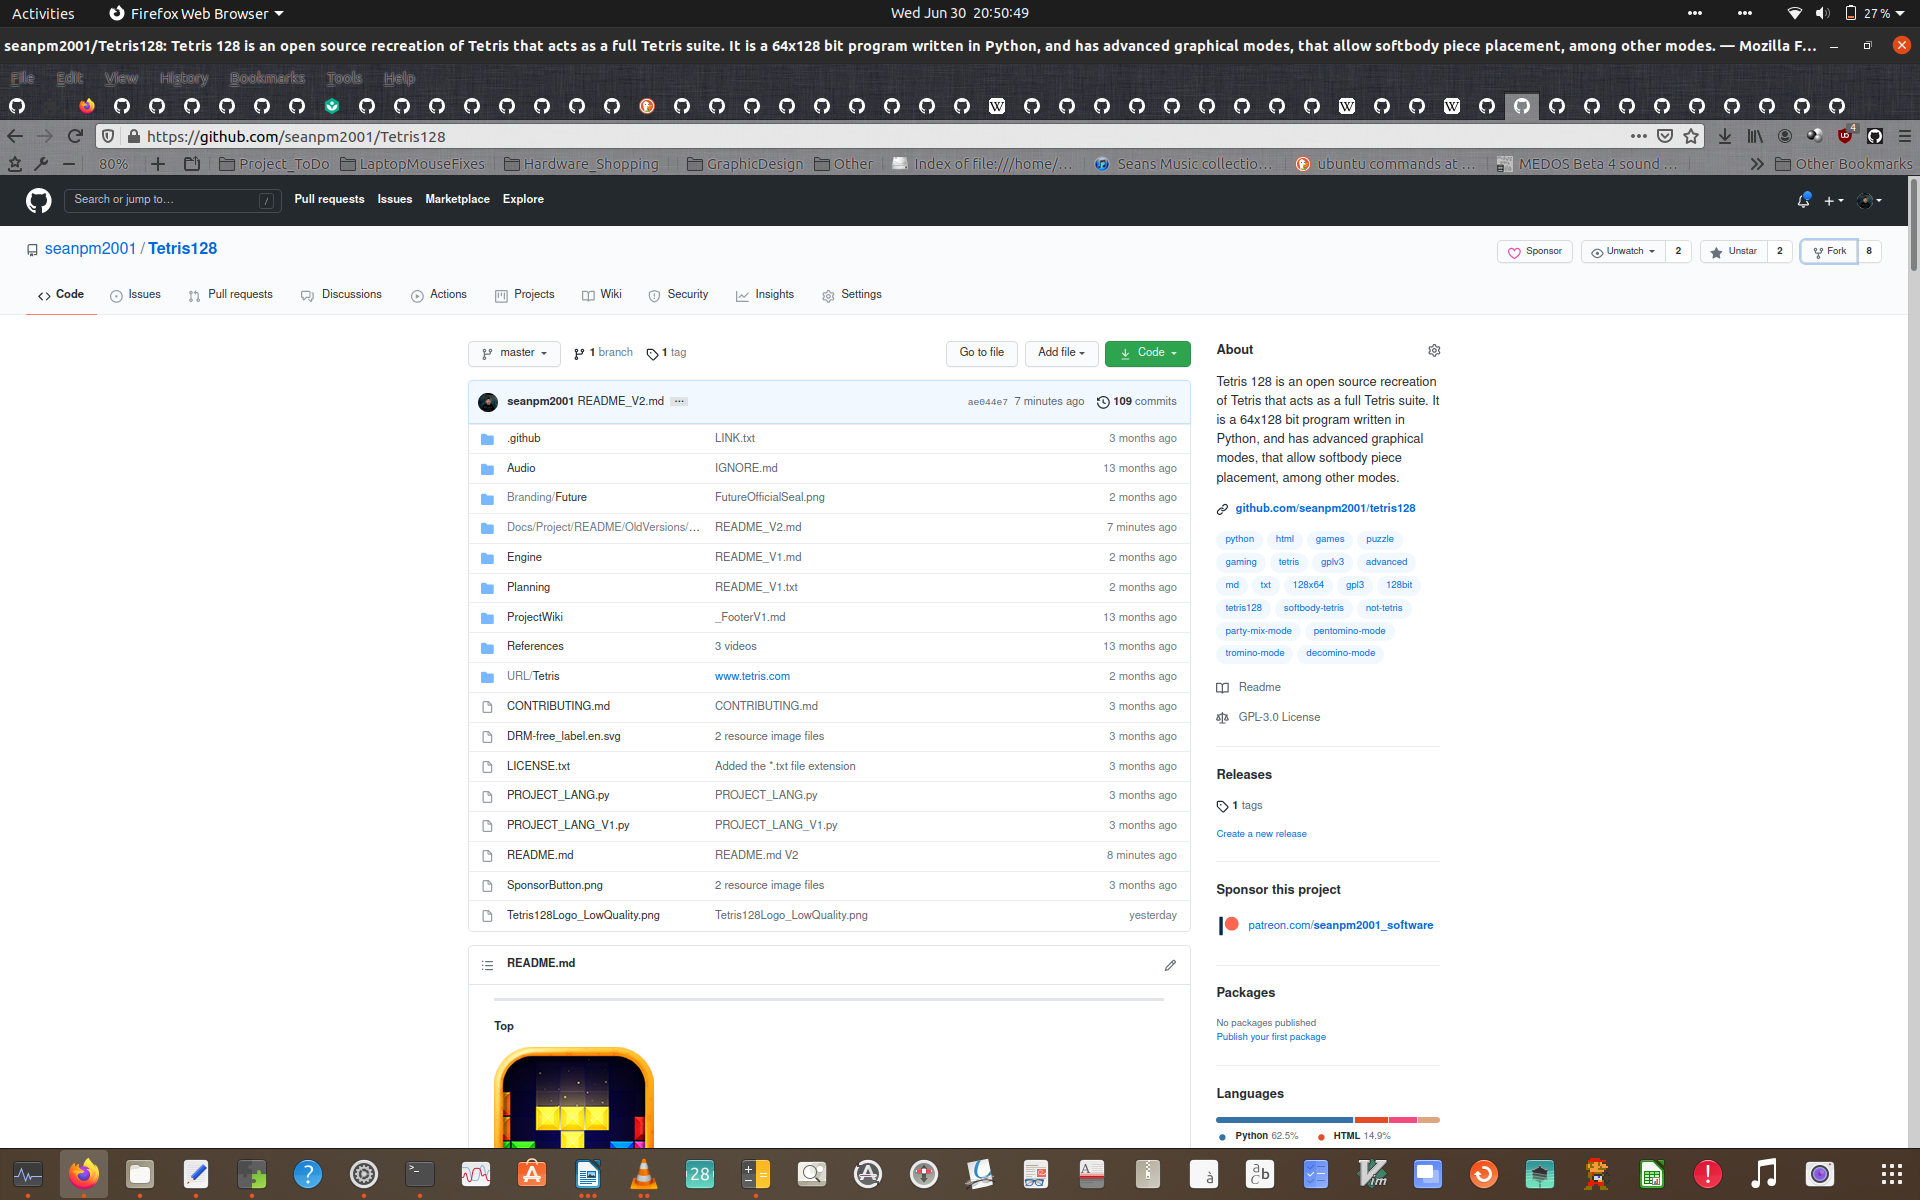 Activities Firefox Web Browser Wed Jun 30 20:50:49 27 %
seanpm2001/Tetris128: Tetris 128 is an open source recreation of Tetris that acts as a full Tetris suite. It is a 64x128 bit program written in Python, and has advanced graphical modes, that allow softbody piece placement, among other modes. — Mozilla F...
File Edit View History Bookmarks Tools Help
https://github.com/seanpm2001/Tetris128 4
80% Project_ToDo LaptopMouseFixes Hardware_Shopping GraphicDesign Other Index of file:///home/... Seans Music collectio... ubuntu commands at ... MEDOS Beta 4 sound ... Other Bookmarks
Search or jump to... / Pull requests Issues Marketplace Explore
seanpm2001 / Tetris128 Sponsor Unwatch 2 Unstar 2 Fork 8
Code Issues Pull requests Discussions Actions Projects Wiki Security Insights Settings
master 1 branch 1 tag Go to file Add file Code
seanpm2001 README_V2.md ... ae044e7 7 minutes ago 109 commits
.github LINK.txt 3 months ago
Audio IGNORE.md 13 months ago
Branding/Future FutureOfficialSeal.png 2 months ago
Docs/Project/README/OldVersions/... README_V2.md 7 minutes ago
Engine README_V1.md 2 months ago
Planning README_V1.txt 2 months ago
ProjectWiki _FooterV1.md 13 months ago
References 3 videos 13 months ago
URL/Tetris www.tetris.com 2 months ago
CONTRIBUTING.md CONTRIBUTING.md 3 months ago
DRM-free_label.en.svg 2 resource image files 3 months ago
LICENSE.txt Added the *.txt file extension 3 months ago
PROJECT_LANG.py PROJECT_LANG.py 3 months ago
PROJECT_LANG_V1.py PROJECT_LANG_V1.py 3 months ago
README.md README.md V2 8 minutes ago
SponsorButton.png 2 resource image files 3 months ago
Tetris128Logo_LowQuality.png Tetris128Logo_LowQuality.png yesterday
README.md
Top
About
Tetris 128 is an open source recreation
of Tetris that acts as a full Tetris suite. It
is a 64x128 bit program written in
Python, and has advanced graphical
modes, that allow softbody piece
placement, among other modes.
github.com/seanpm2001/tetris128
python html games puzzle
gaming tetris gplv3 advanced
md txt 128x64 gpl3 128bit
tetris128 softbody-tetris not-tetris
party-mix-mode pentomino-mode
tromino-mode decomino-mode
Readme
GPL-3.0 License
Releases
1 tags
Create a new release
Sponsor this project
patreon.com/seanpm2001_software
Packages
No packages published
Publish your first package
Languages
Python 62.5% HTML 14.9%
28